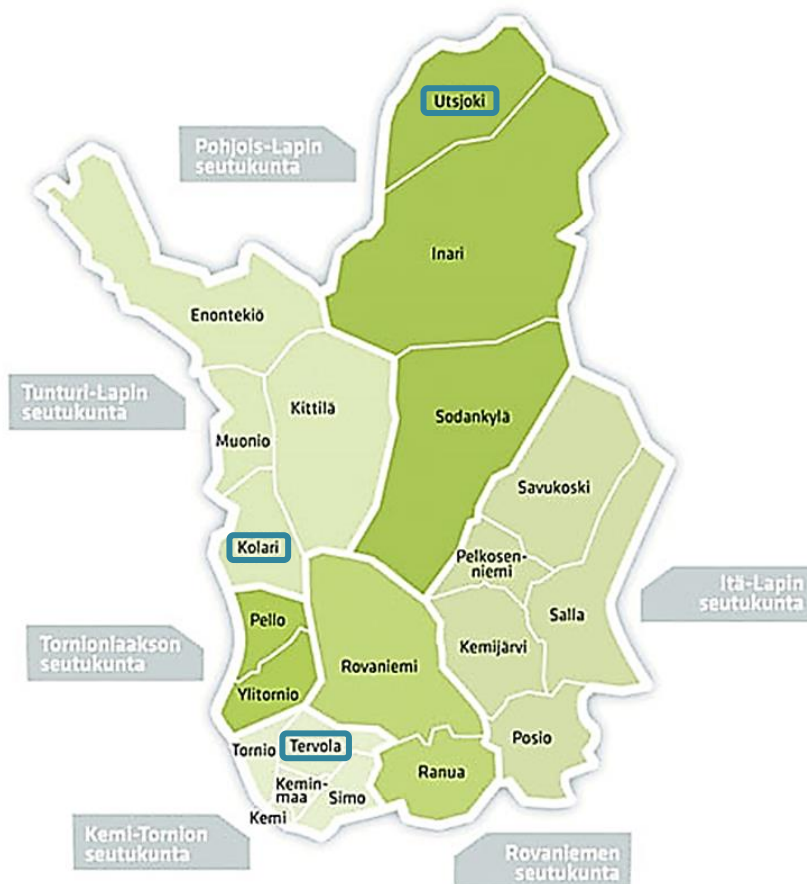 Utsjoki
Pohjois-Lapin
seutukunta
Inari
Enontekiö
Tunturi-Lapin
seutukunta
Kittilä
Sodankylä
Muonio
Savukoski
Kolari
Pelkosen-
niemi
Itä-Lapin
seutukunta
Salla
Pello
Tornionlaakson
seutukunta
Kemijärvi
Rovaniemi
Ylitornio
Posio
Tornio
Tervola
Ranua
Kemin-
maa
Simo
Kemi
Kemi-Tornion
seutukunta
Rovaniemen
seutukunta